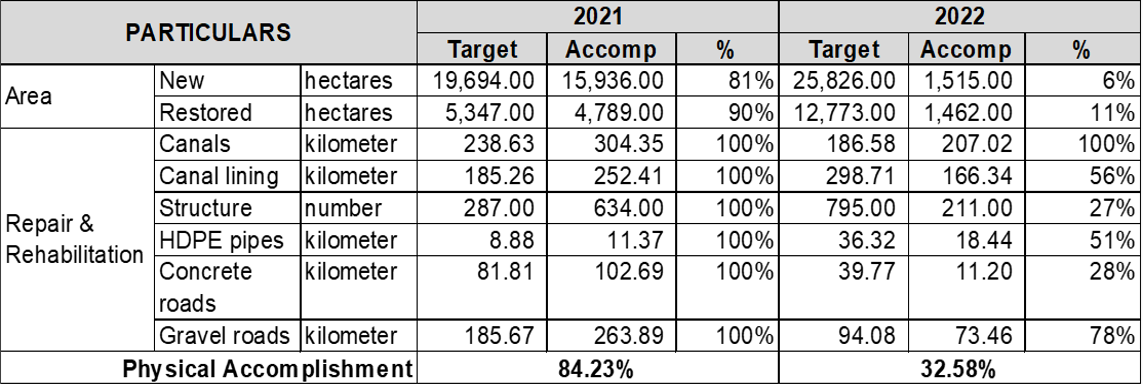 PARTICULARS 2021 2022
Target Accomp % Target Accomp %
Area New hectares 19,694.00 15,936.00 81% 25,826.00 1,515.00 6%
Restored hectares 5,347.00 4,789.00 90% 12,773.00 1,462.00 11%
Repair & Rehabilitation Canals kilometer 238.63 304.35 100% 186.58 207.02 100%
Canal lining kilometer 185.26 252.41 100% 298.71 166.34 56%
Structure number 287.00 634.00 100% 795.00 211.00 27%
HDPE pipes kilometer 8.88 11.37 100% 36.32 18.44 51%
Concrete roads kilometer 81.81 102.69 100% 39.77 11.20 28%
Gravel roads kilometer 185.67 263.89 100% 94.08 73.46 78%
Physical Accomplishment 84.23% 32.58%